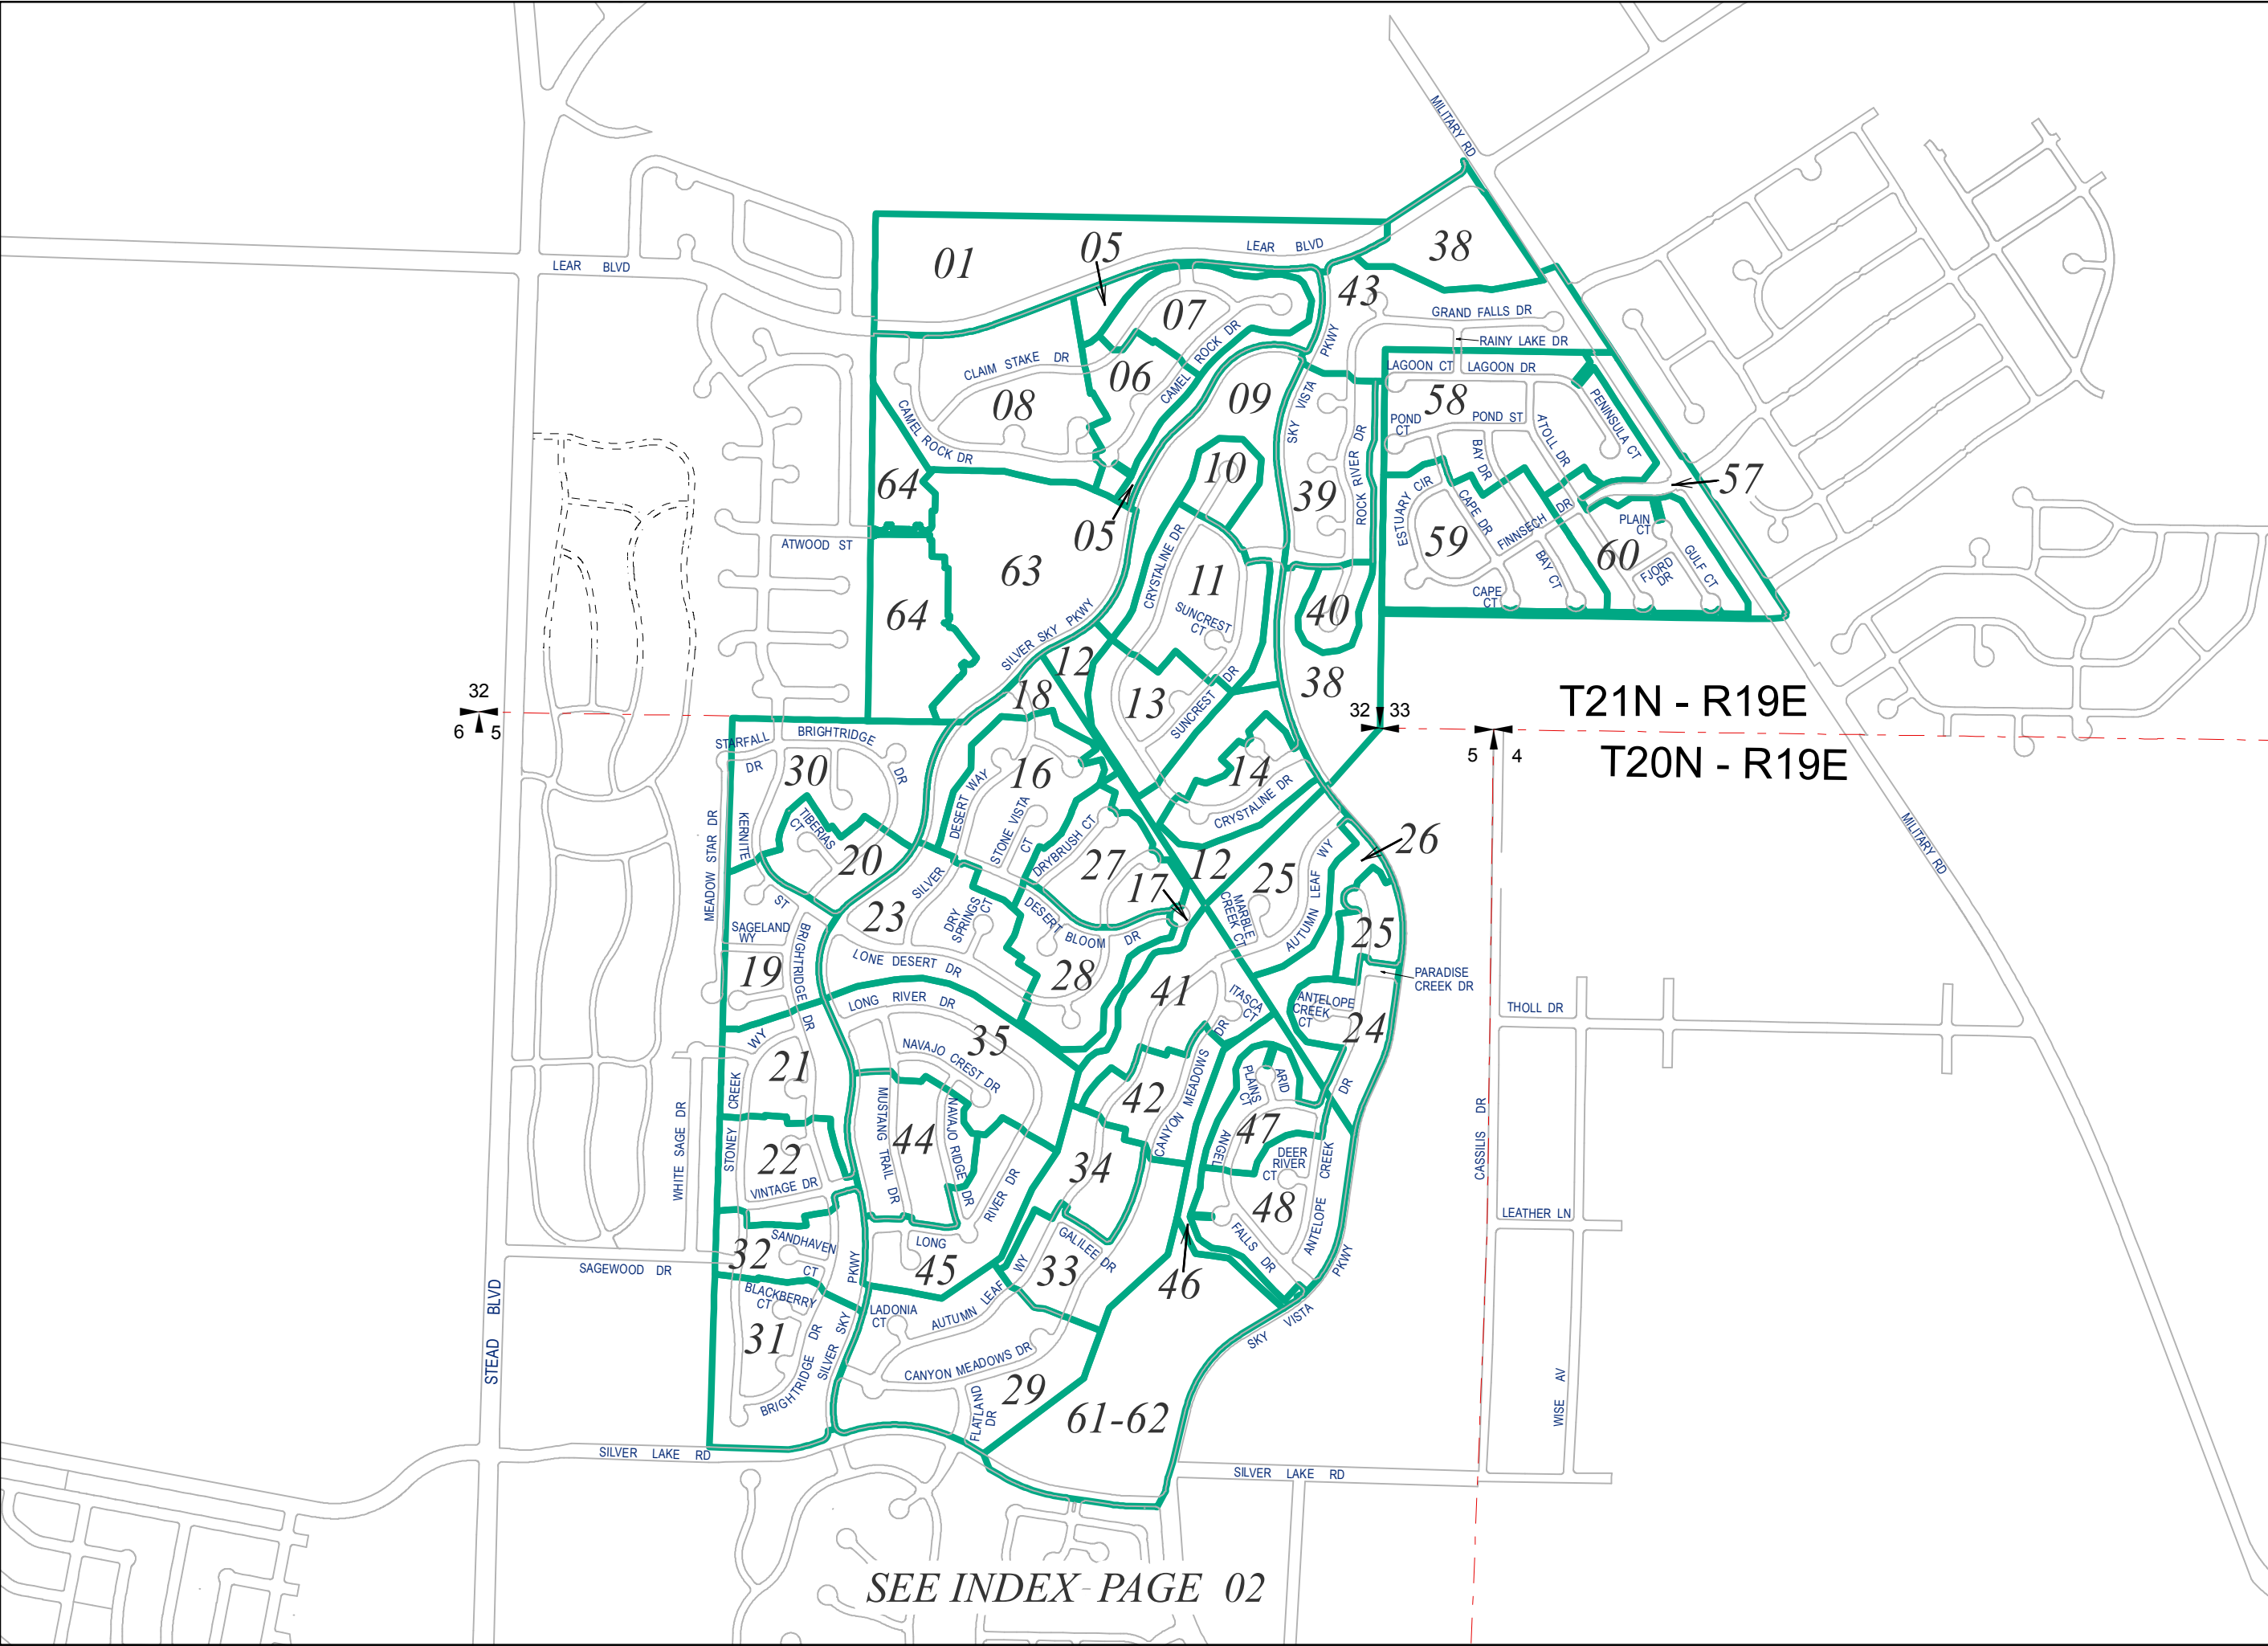 MILITARY RD
LEAR BLVD
01
05
LEAR BLVD
38
43
GRAND FALLS DR
RAINY LAKE DR
07
CLAIM STAKE DR
CAMEL ROCK DR
06
08
CAMEL ROCK DR
09
SKY VISTA PKWY
LAGOON CT
LAGOON DR
58
POND CT
POND ST
PENINSULA CT
ATOLL DR
BAY DR
57
64
10
39
ROCK RIVER DR
05
ESTUARY CIR
CAPE DR
59
FINNSECH DR
BAY CT
CAPE CT
PLAIN CT
60
FJORD DR
GULF CT
ATWOOD ST
63
64
CRYSTALINE DR
11
SUNCREST CT
40
SILVER SKY PKWY
12
18
13
SUNCREST DR
38
32
6 5
32 33
5 4
T21N - R19E
T20N - R19E
STARFALL DR
BRIGHTRIDGE DR
30
16
14
CRYSTALINE DR
MEADOW STAR DR
KERNITE ST
TIBERIAS CT
20
DESERT WAY
STONE VISTA CT
DRYBRUSH CT
27
17
12
25
26
MILITARY RD
SILVER
23
DRY SPRINGS CT
DESERT BLOOM DR
MARBLE CREEK CT
AUTUMN LEAF WY
25
SAGELAND WY
19
BRIGHTRIDGE DR
LONE DESERT DR
28
41
ITASCA CT
ANTELOPE CREEK CT
24
PARADISE CREEK DR
THOLL DR
LONG RIVER DR
35
NAVAJO CREST DR
STONEY CREEK WY
21
MUSTANG TRAIL DR
44
NAVAJO RIDGE DR
42
CANYON MEADOWS DR
PLAINS CT
ARID
47
ANGEL FALLS DR
DEER RIVER CT
48
ANTELOPE CREEK DR
WHITE SAGE DR
22
VINTAGE DR
34
RIVER DR
LONG
45
CASSILIS DR
LEATHER LN
32
SANDHAVEN CT
SAGEWOOD DR
BLACKBERRY CT
31
BRIGHTRIDGE DR
SILVER SKY PKWY
33
GALILEE DR
46
SKY VISTA PKWY
LADONIA CT
AUTUMN LEAF WY
CANYON MEADOWS DR
29
FLATLAND DR
61-62
STEAD BLVD
WISE AV
SILVER LAKE RD
SILVER LAKE RD
SEE INDEX-PAGE 02